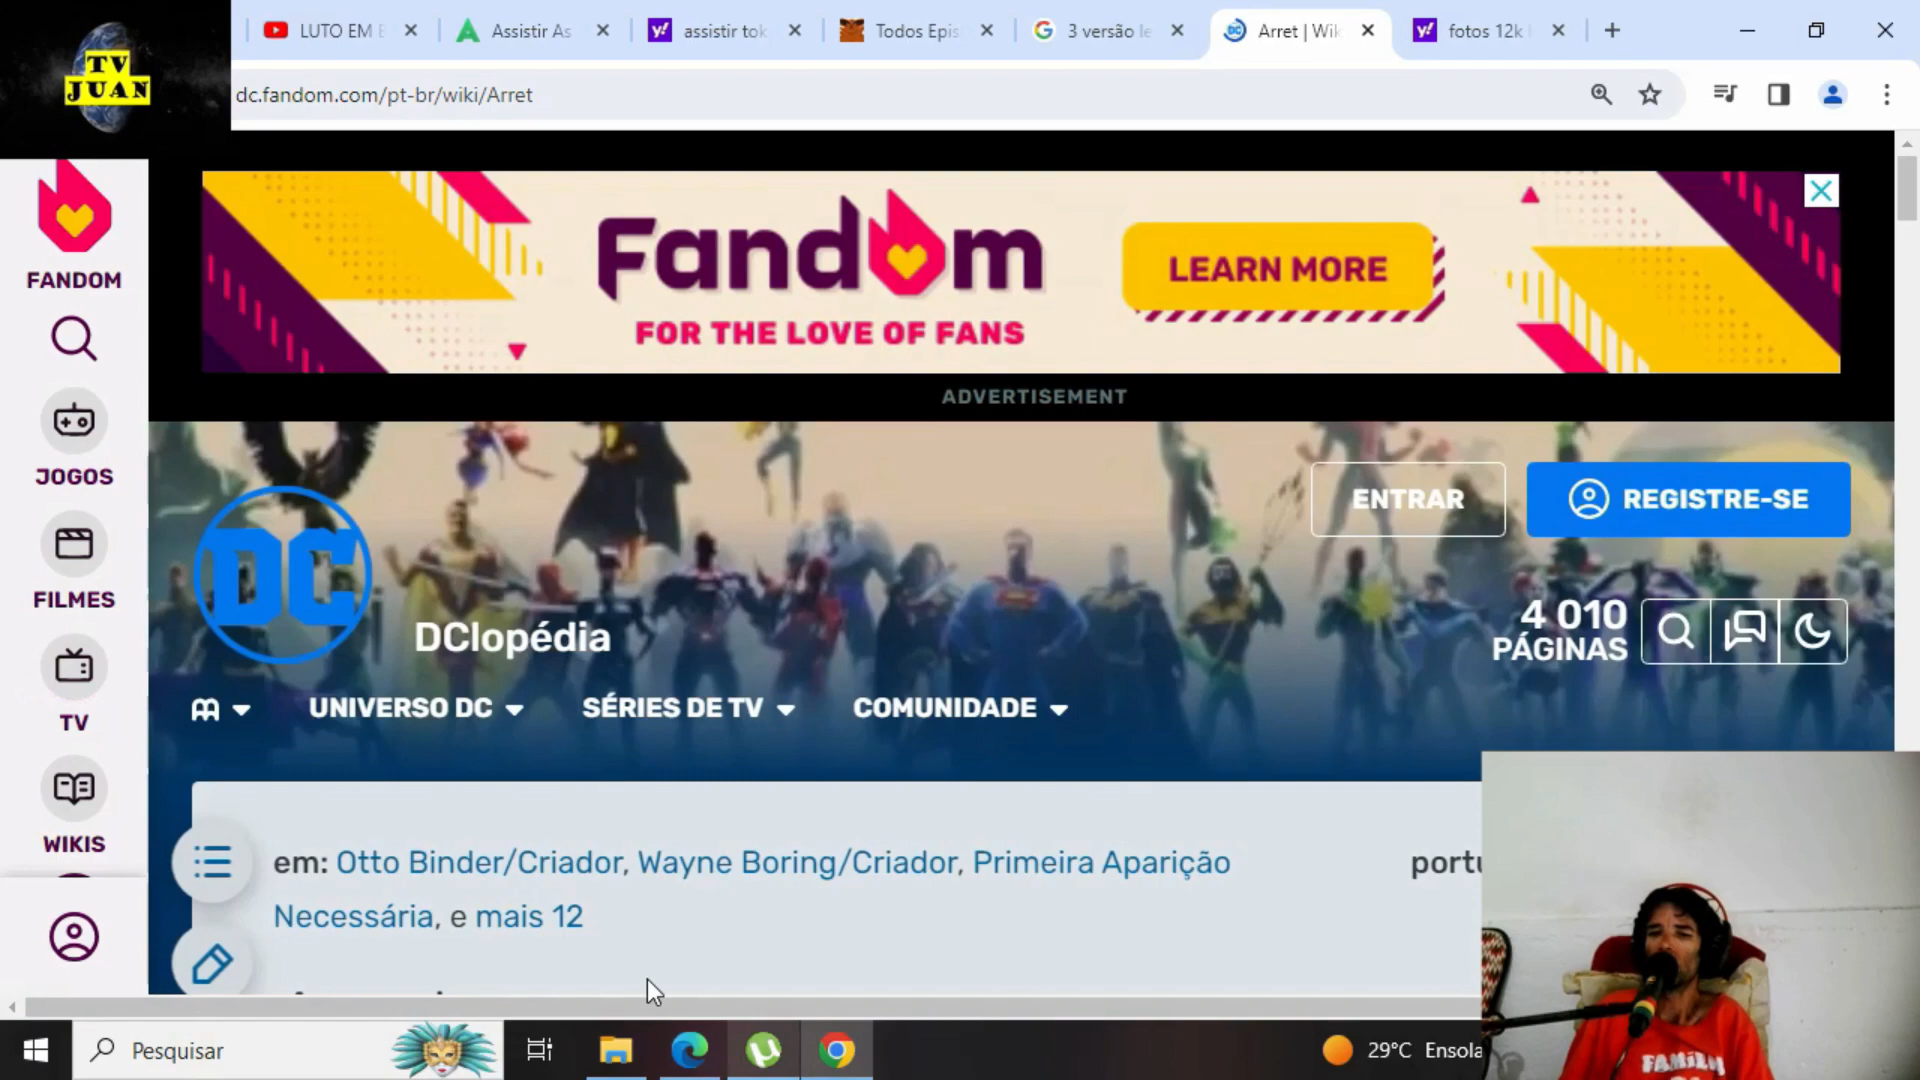 TV
JUAN
LUTO EM
Assistir As
assistir tok
Todos Epis
3 versão le
Arret | Wik
fotos 12k
dc.fandom.com/pt-br/wiki/Arret
Fandom
FOR THE LOVE OF FANS
LEARN MORE
ADVERTISEMENT
FANDOM
JOGOS
FILMES
TV
WIKIS
DC
DClopédia
ENTRAR
REGISTRE-SE
4 010
PÁGINAS
UNIVERSO DC
SÉRIES DE TV
COMUNIDADE
em: Otto Binder/Criador, Wayne Boring/Criador, Primeira Aparição
Necessária, e mais 12
portu
Pesquisar
29°C Ensola